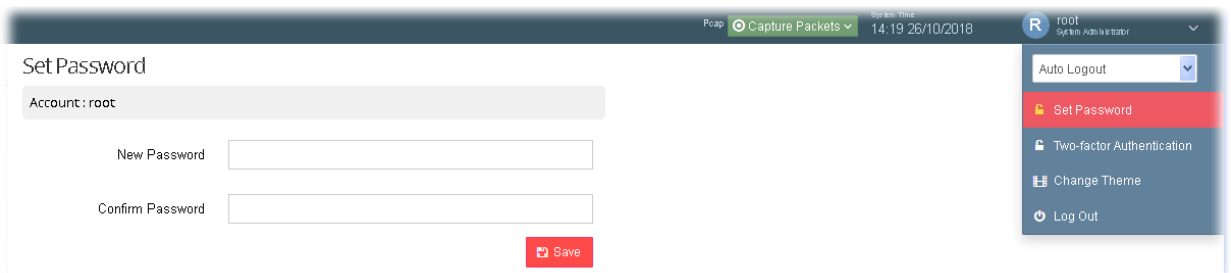 Pcap Capture Packets
System Time
14:19 26/10/2018
R root
System Administrator
Set Password
Account : root
New Password
Confirm Password
Save
Auto Logout
Set Password
Two-factor Authentication
Change Theme
Log Out